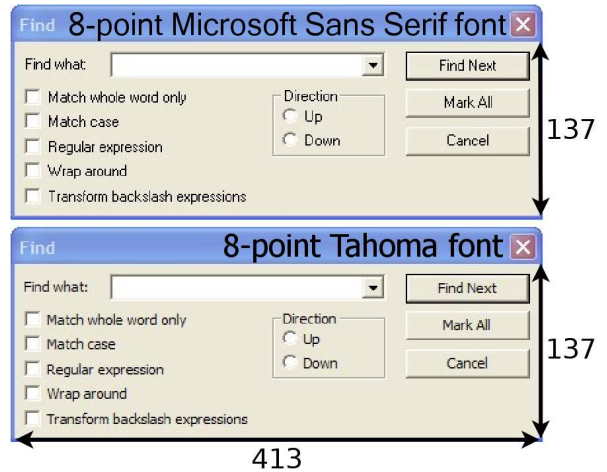 Find 8-point Microsoft Sans Serif font
Find what: Find Next
Match whole word only Direction Mark All
Match case Up
Regular expression Down Cancel
Wrap around
Transform backslash expressions
137
Find 8-point Tahoma font
Find what: Find Next
Match whole word only Direction Mark All
Match case Up
Regular expression Down Cancel
Wrap around
Transform backslash expressions
137
413